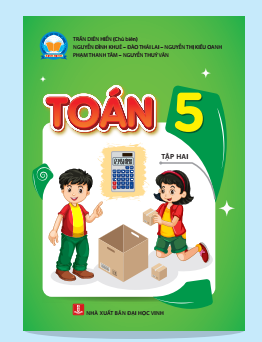 TRẦN DIÊN HIỂN (Chủ biên)
NGUYỄN ĐÌNH KHUÊ – ĐÀO THÁI LAI – NGUYỄN THỊ KIỀU OANH
PHẠM THANH TÂM – NGUYỄN THUÝ VÂN
TOÁN 5
TẬP HAI
NHÀ XUẤT BẢN ĐẠI HỌC VINH